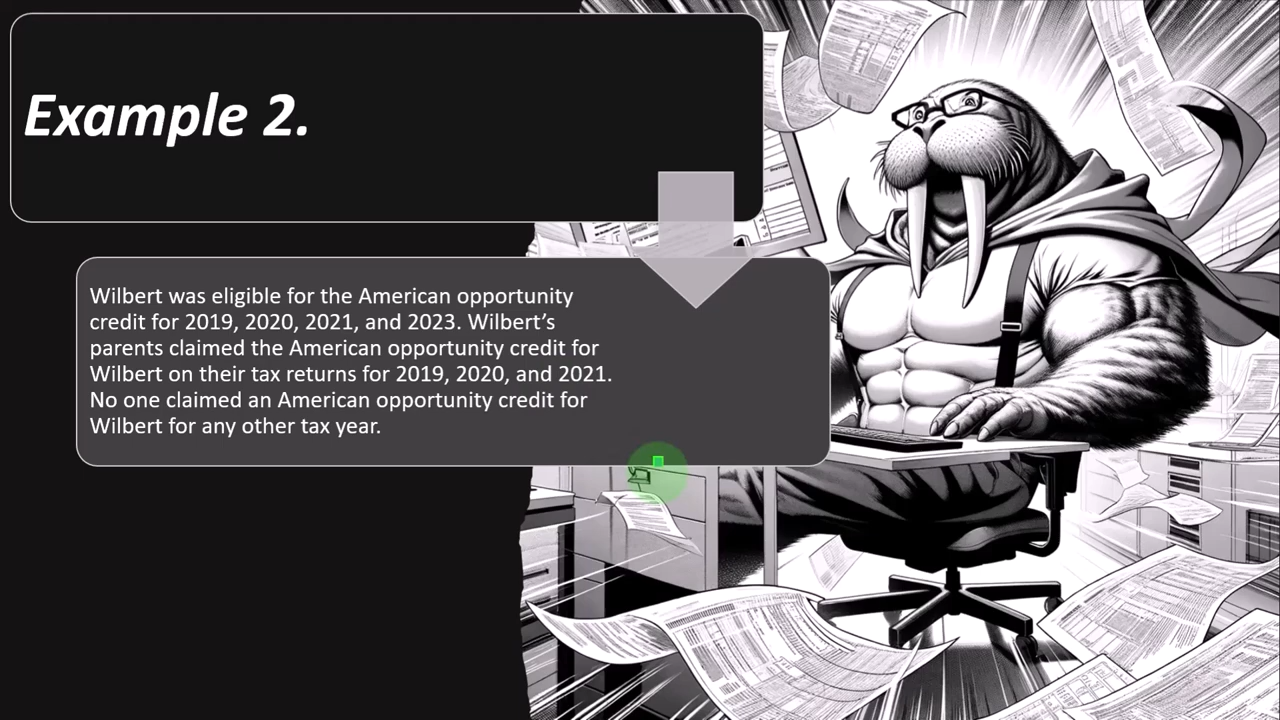 Example 2.
Wilbert was eligible for the American opportunity
credit for 2019, 2020, 2021, and 2023. Wilbert’s
parents claimed the American opportunity credit for
Wilbert on their tax returns for 2019, 2020, and 2021.
No one claimed an American opportunity credit for
Wilbert for any other tax year.